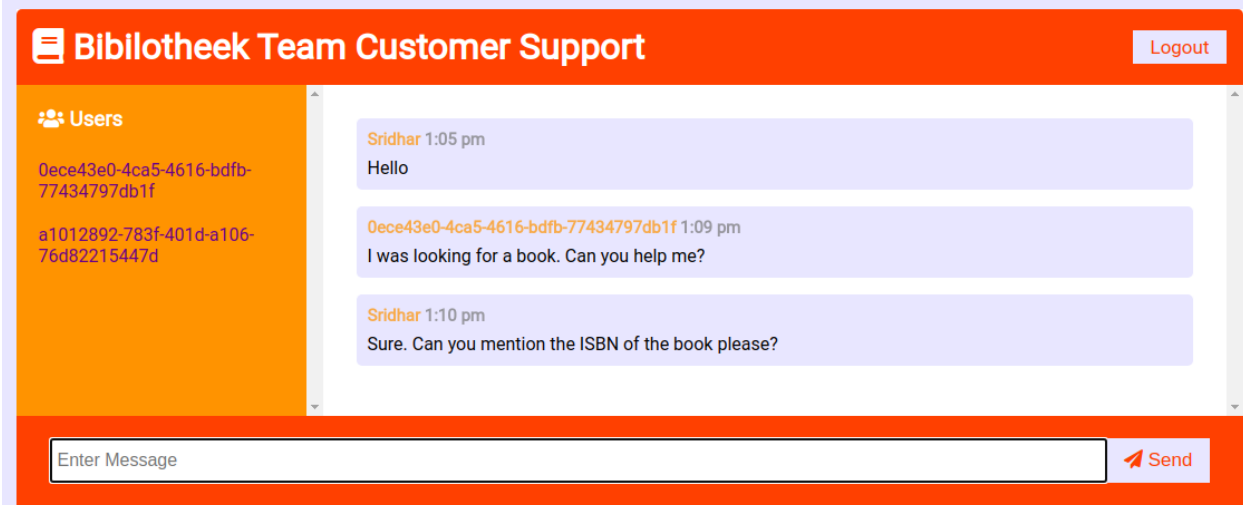 Bibilotheek Team Customer Support
Logout
Users
0ece43e0-4ca5-4616-bdfb-
77434797db1f
a1012892-783f-401d-a106-
76d82215447d
Sridhar 1:05 pm
Hello
0ece43e0-4ca5-4616-bdfb-77434797db1f 1:09 pm
I was looking for a book. Can you help me?
Sridhar 1:10 pm
Sure. Can you mention the ISBN of the book please?
Enter Message
Send